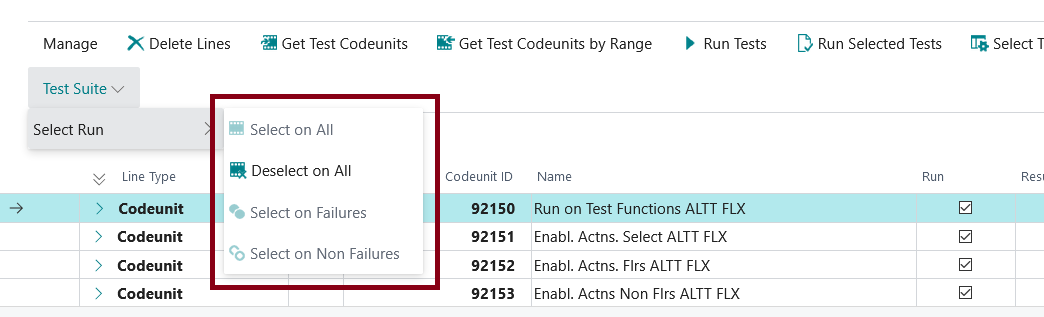 Manage Delete Lines Get Test Codeunits Get Test Codeunits by Range Run Tests Run Selected Tests Select T
Test Suite
Select Run
Select on All
Deselect on All
Select on Failures
Select on Non Failures
Line Type Codeunit ID Name Run Resu
Codeunit 92150 Run on Test Functions ALTT FLX
Codeunit 92151 Enabl. Actns. Select ALTT FLX
Codeunit 92152 Enabl. Actns. Flrs ALTT FLX
Codeunit 92153 Enabl. Actns Non Flrs ALTT FLX